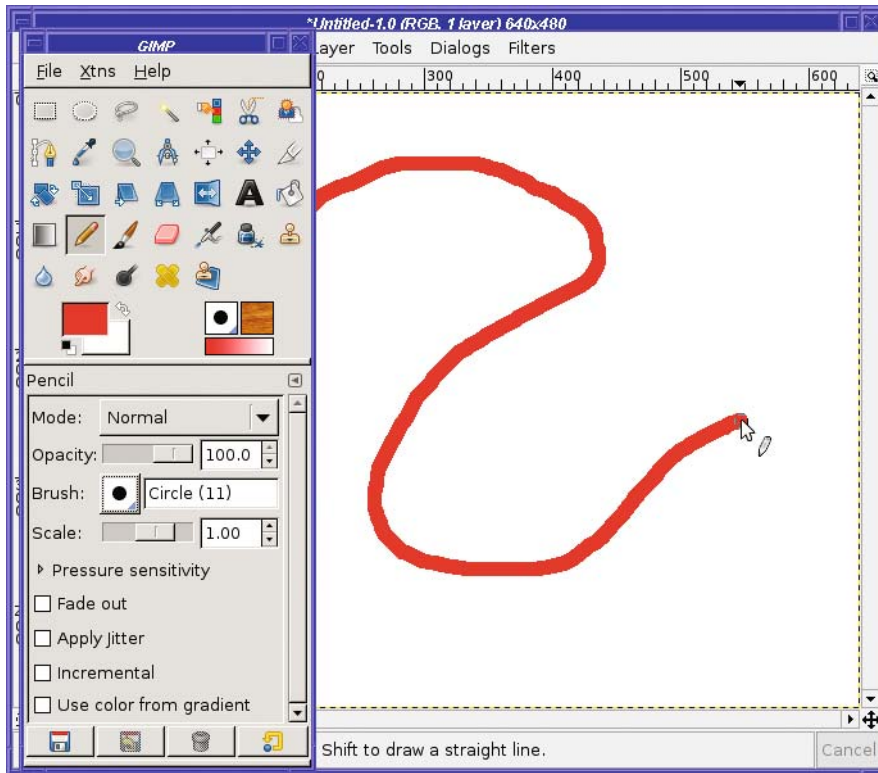 *Untitled-1.0 (RGB, 1 layer) 640x480
GIMP
File Xtns Help
ayer Tools Dialogs Filters
300 400 500 600
Pencil
Mode: Normal
Opacity: 100.0
Brush: Circle (11)
Scale: 1.00
Pressure sensitivity
Fade out
Apply Jitter
Incremental
Use color from gradient
Shift to draw a straight line.
Cancel